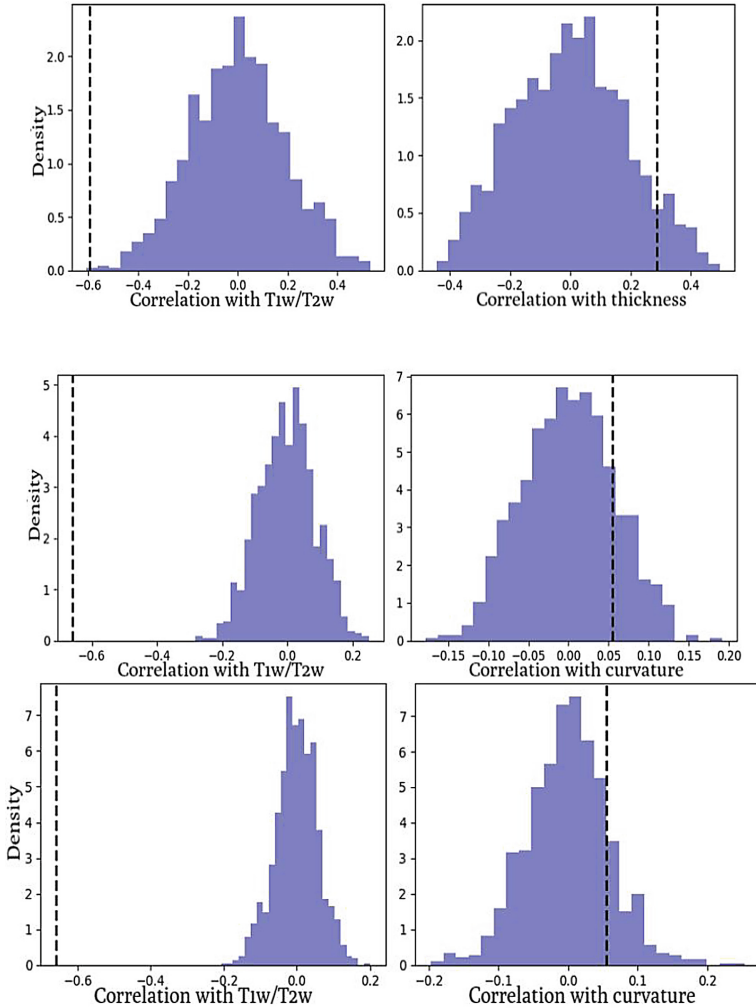 Density
2.0
1.5
1.0
0.5
0.0
−0.6 −0.4 −0.2 0.0 0.2 0.4
Correlation with T1w/T2w
2.0
1.5
1.0
0.5
0.0
−0.4 −0.2 0.0 0.2 0.4
Correlation with thickness
Density
5
4
3
2
1
0
−0.6 −0.4 −0.2 0.0 0.2
Correlation with T1w/T2w
7
6
5
4
3
2
1
0
−0.15 −0.10 −0.05 0.00 0.05 0.10 0.15 0.20
Correlation with curvature
Density
7
6
5
4
3
2
1
0
−0.6 −0.4 −0.2 0.0 0.2
Correlation with T1w/T2w
7
6
5
4
3
2
1
0
−0.2 −0.1 0.0 0.1 0.2
Correlation with curvature